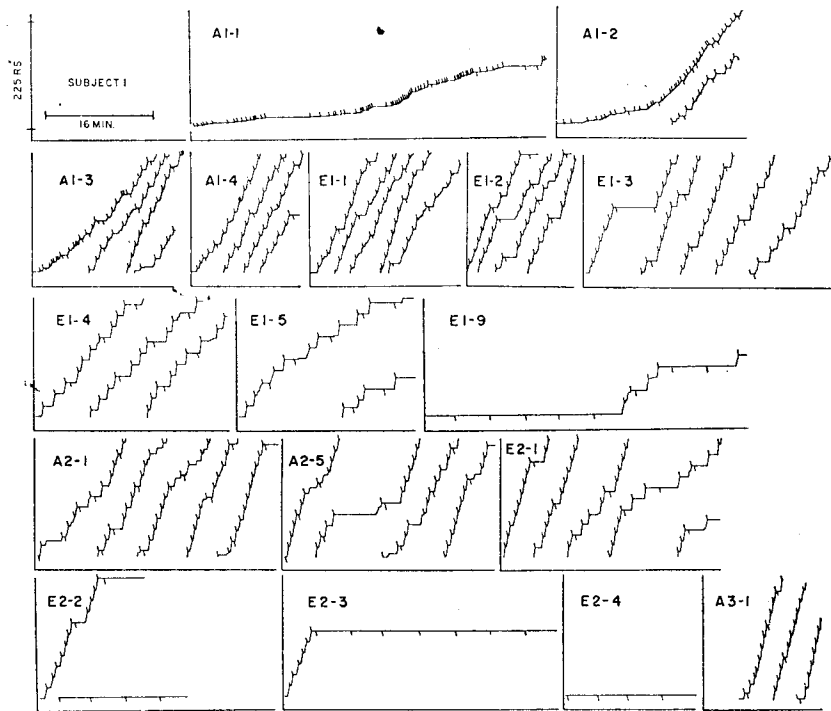 225 RS
SUBJECT 1
16 MIN.
A1-1
A1-2
A1-3
A1-4
E1-1
E1-2
E1-3
E1-4
E1-5
E1-9
A2-1
A2-5
E2-1
E2-2
E2-3
E2-4
A3-1